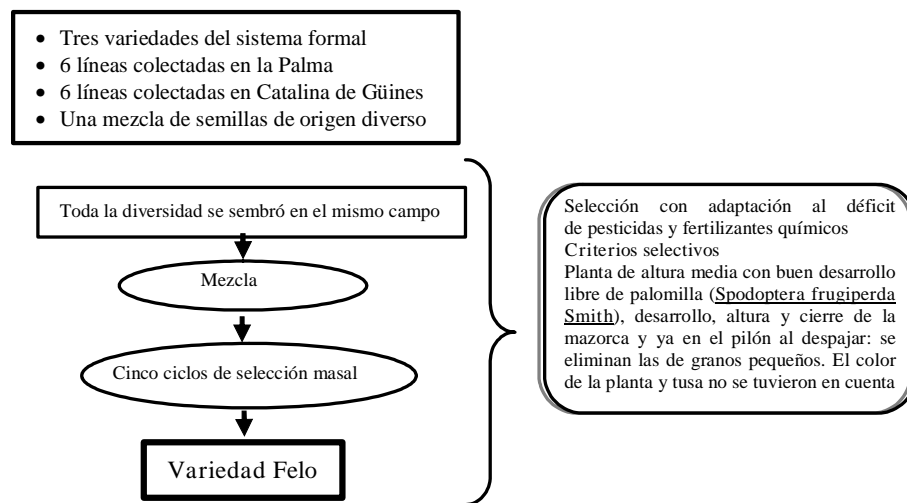 • Tres variedades del sistema formal
• 6 líneas colectadas en la Palma
• 6 líneas colectadas en Catalina de Güines
• Una mezcla de semillas de origen diverso
Toda la diversidad se sembró en el mismo campo
Mezcla
Cinco ciclos de selección masal
Variedad Felo
Selección con adaptación al déficit
de pesticidas y fertilizantes químicos
Criterios selectivos
Planta de altura media con buen desarrollo
libre de palomilla (Spodoptera frugiperda
Smith), desarrollo, altura y cierre de la
mazorca y ya en el pilón al despajar: se
eliminan las de granos pequeños. El color
de la planta y tusa no se tuvieron en cuenta